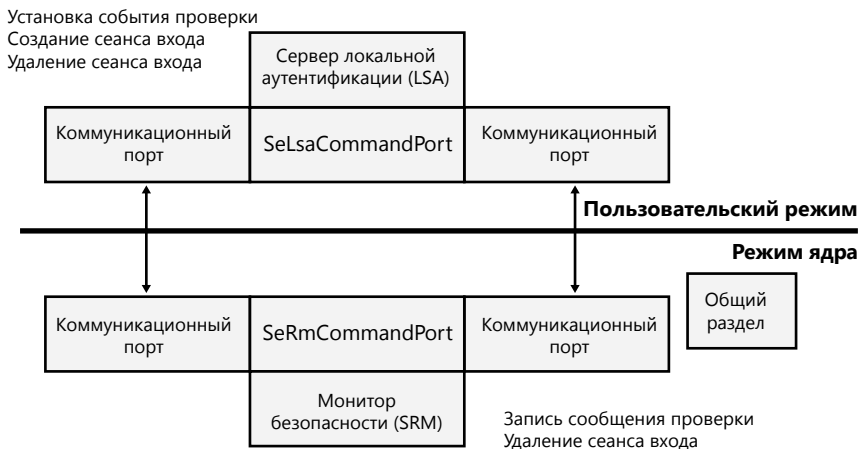 Установка события проверки
Создание сеанса входа
Удаление сеанса входа
Сервер локальной
аутентификации (LSA)
Коммуникационный
порт
SeLsaCommandPort
Коммуникационный
порт
Пользовательский режим
Режим ядра
Общий
раздел
Коммуникационный
порт
SeRmCommandPort
Коммуникационный
порт
Монитор
безопасности (SRM)
Запись сообщения проверки
Удаление сеанса входа